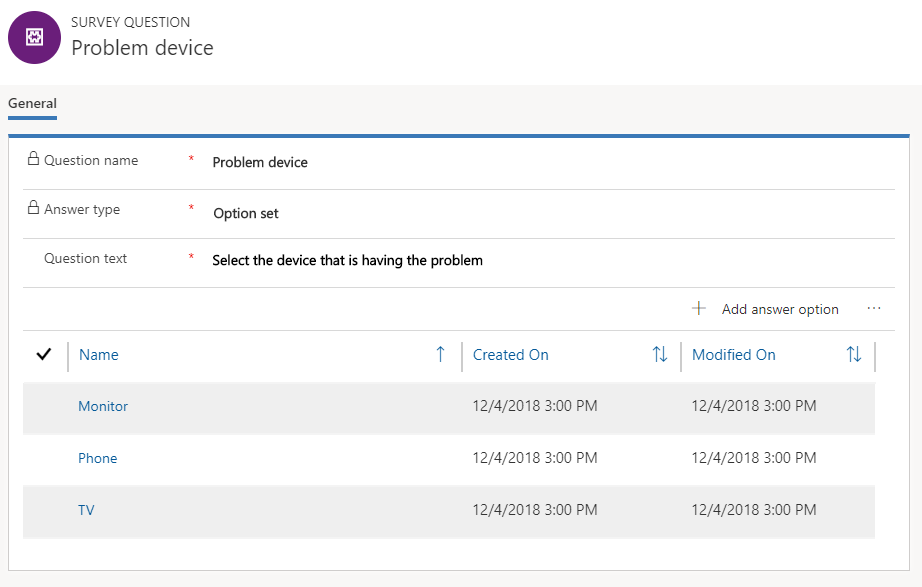 SURVEY QUESTION
Problem device
General
Question name * Problem device
Answer type * Option set
Question text * Select the device that is having the problem
+ Add answer option ...
Name Created On Modified On
Monitor 12/4/2018 3:00 PM 12/4/2018 3:00 PM
Phone 12/4/2018 3:00 PM 12/4/2018 3:00 PM
TV 12/4/2018 3:00 PM 12/4/2018 3:00 PM